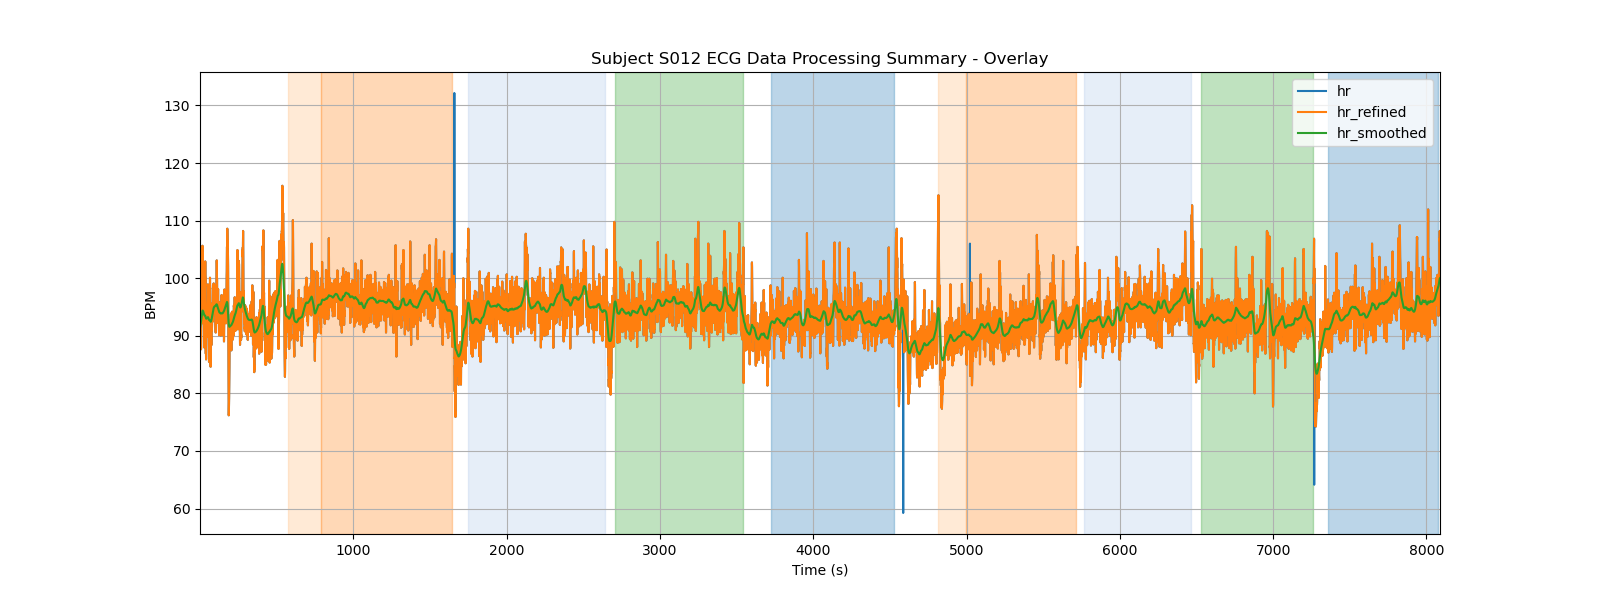 Subject S012 ECG Data Processing Summary - Overlay
hr
hr_refined
hr_smoothed
BPM
130
120
110
100
90
80
70
60
1000
2000
3000
4000
5000
6000
7000
8000
Time (s)